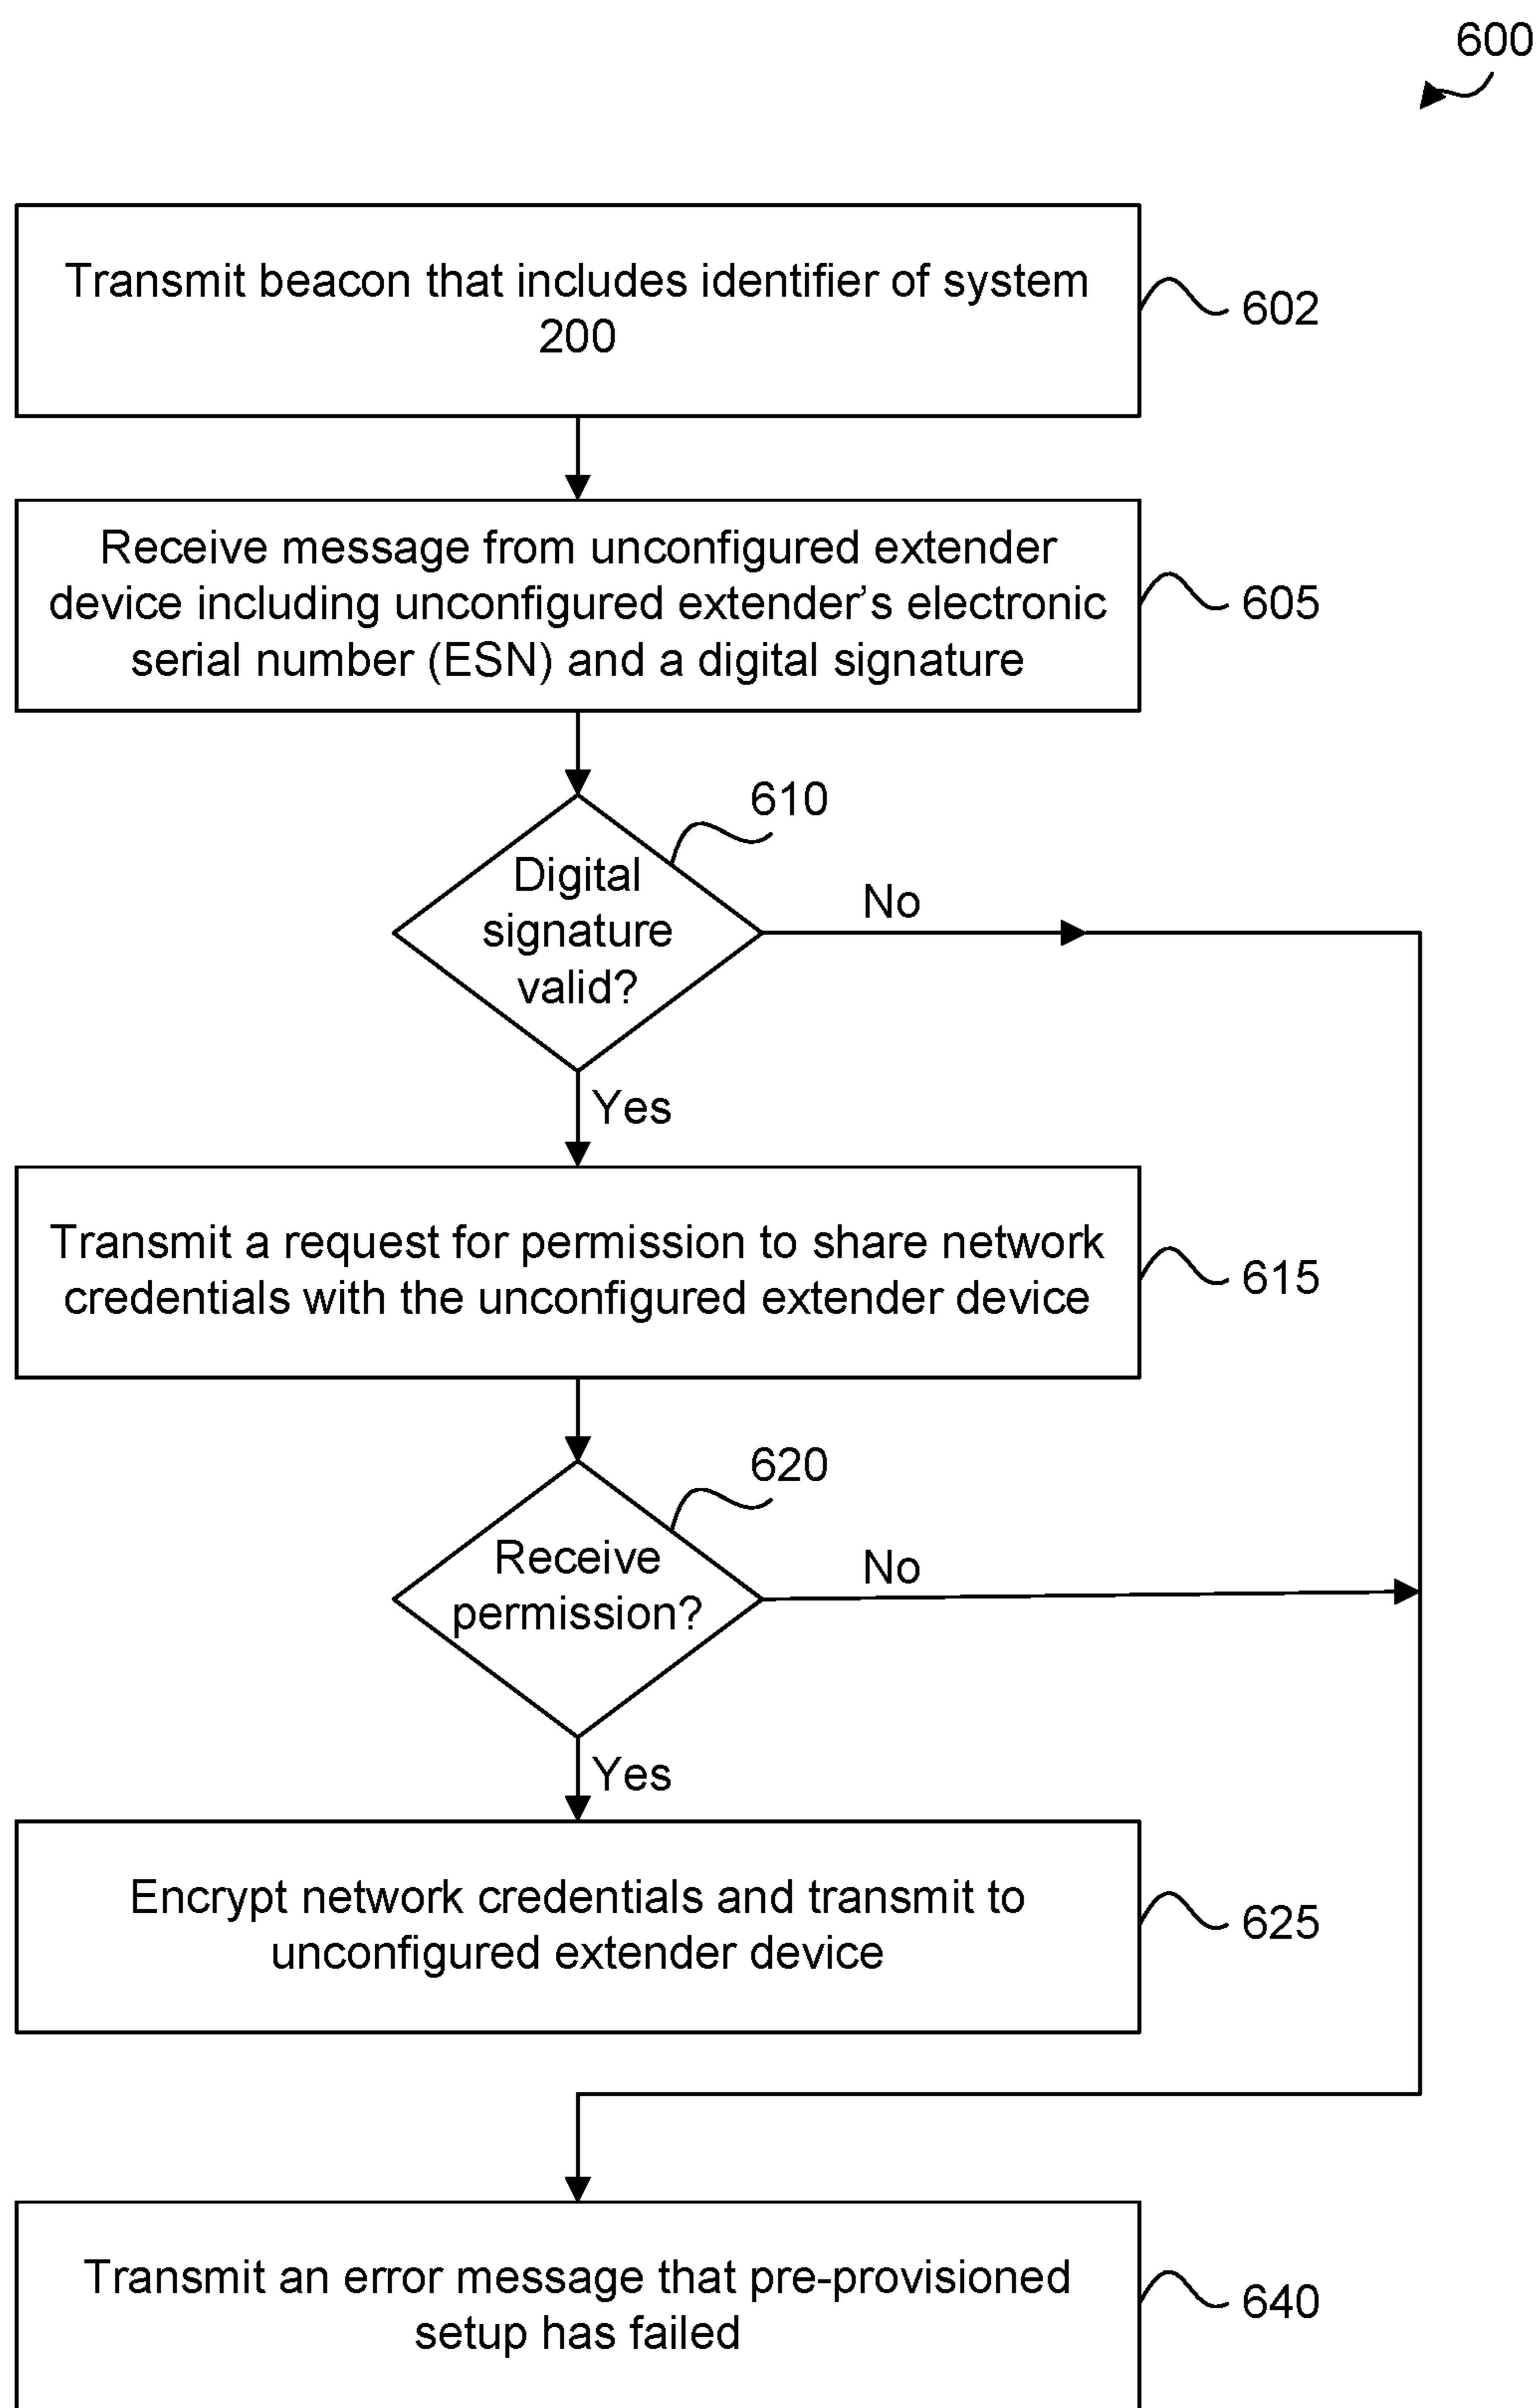 600
Transmit beacon that includes identifier of system
200
602
Receive message from unconfigured extender
device including unconfigured extender’s electronic
serial number (ESN) and a digital signature
605
610
Digital
signature
valid?
No
Yes
Transmit a request for permission to share network
credentials with the unconfigured extender device
615
620
Receive
permission?
No
Yes
Encrypt network credentials and transmit to
unconfigured extender device
625
Transmit an error message that pre-provisioned
setup has failed
640